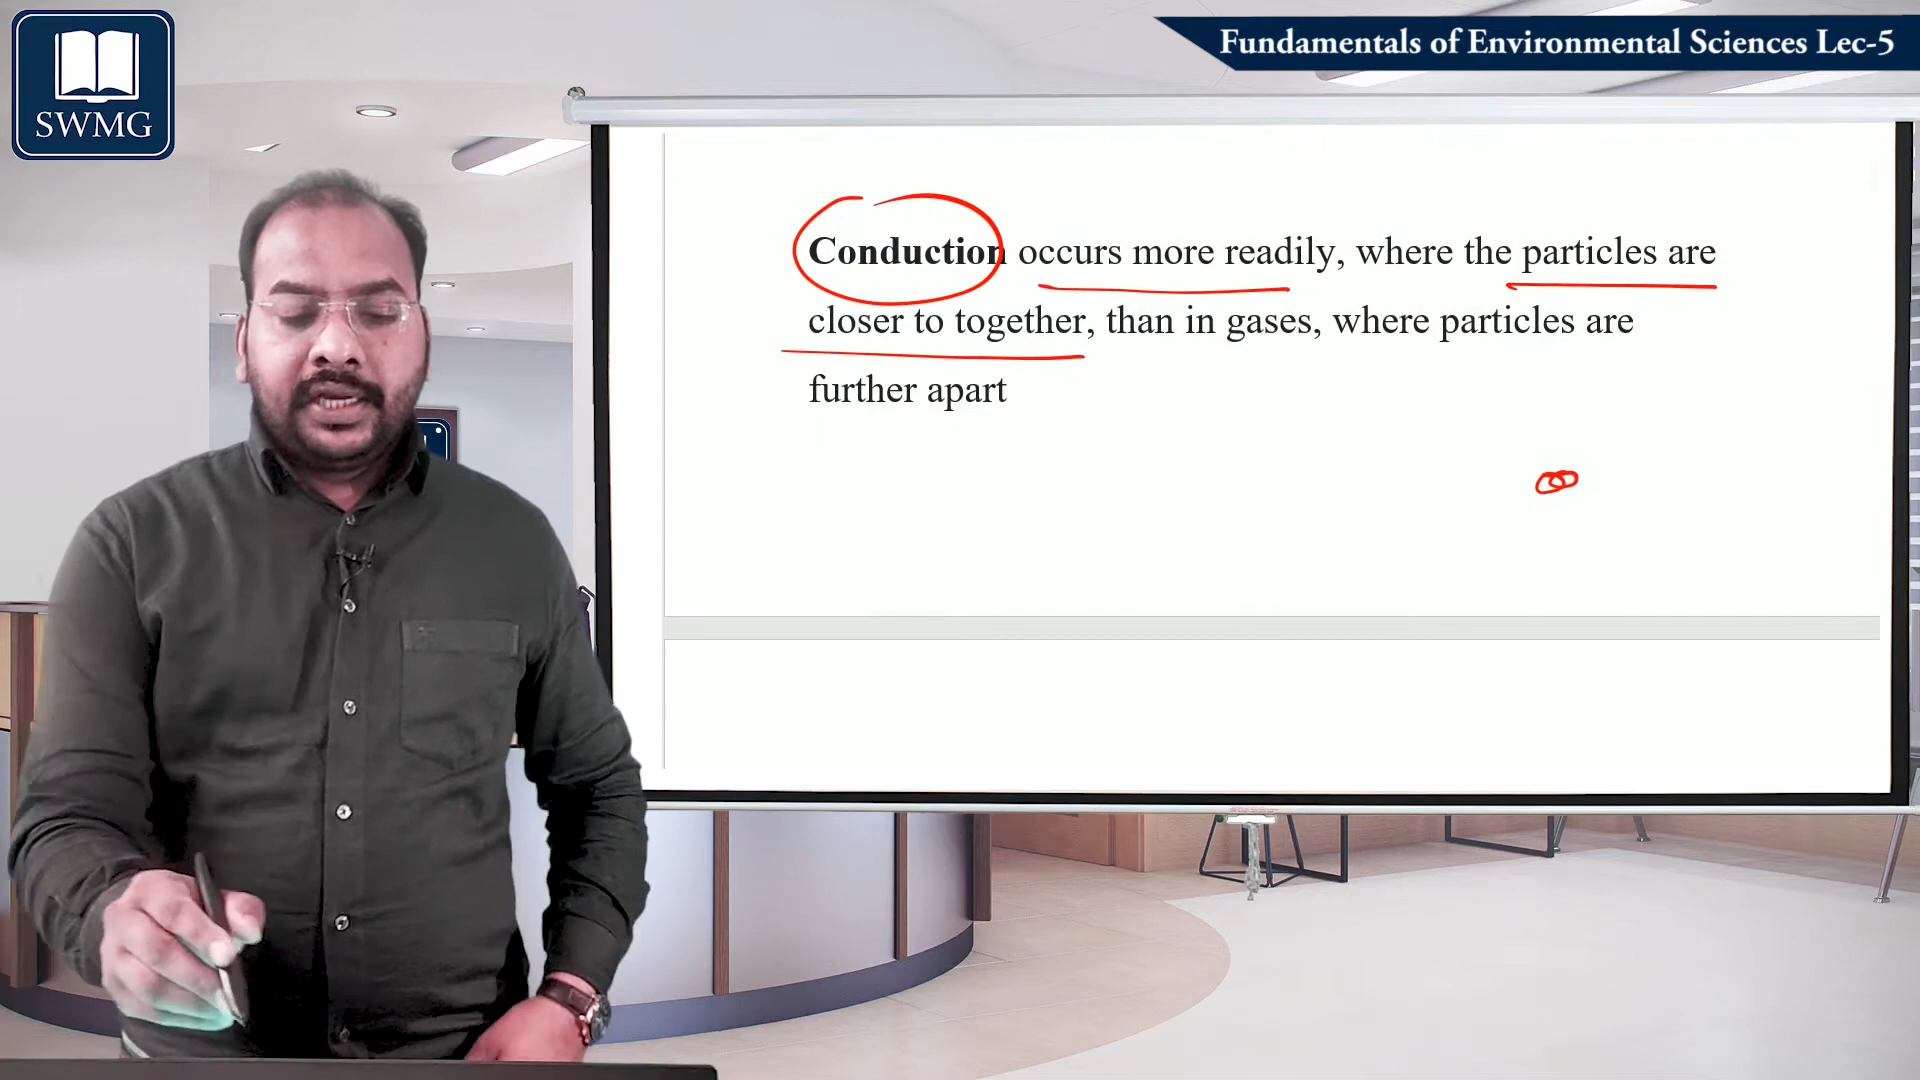 SWMG
Fundamentals of Environmental Sciences Lec-5
Conduction occurs more readily, where the particles are
closer to together, than in gases, where particles are
further apart